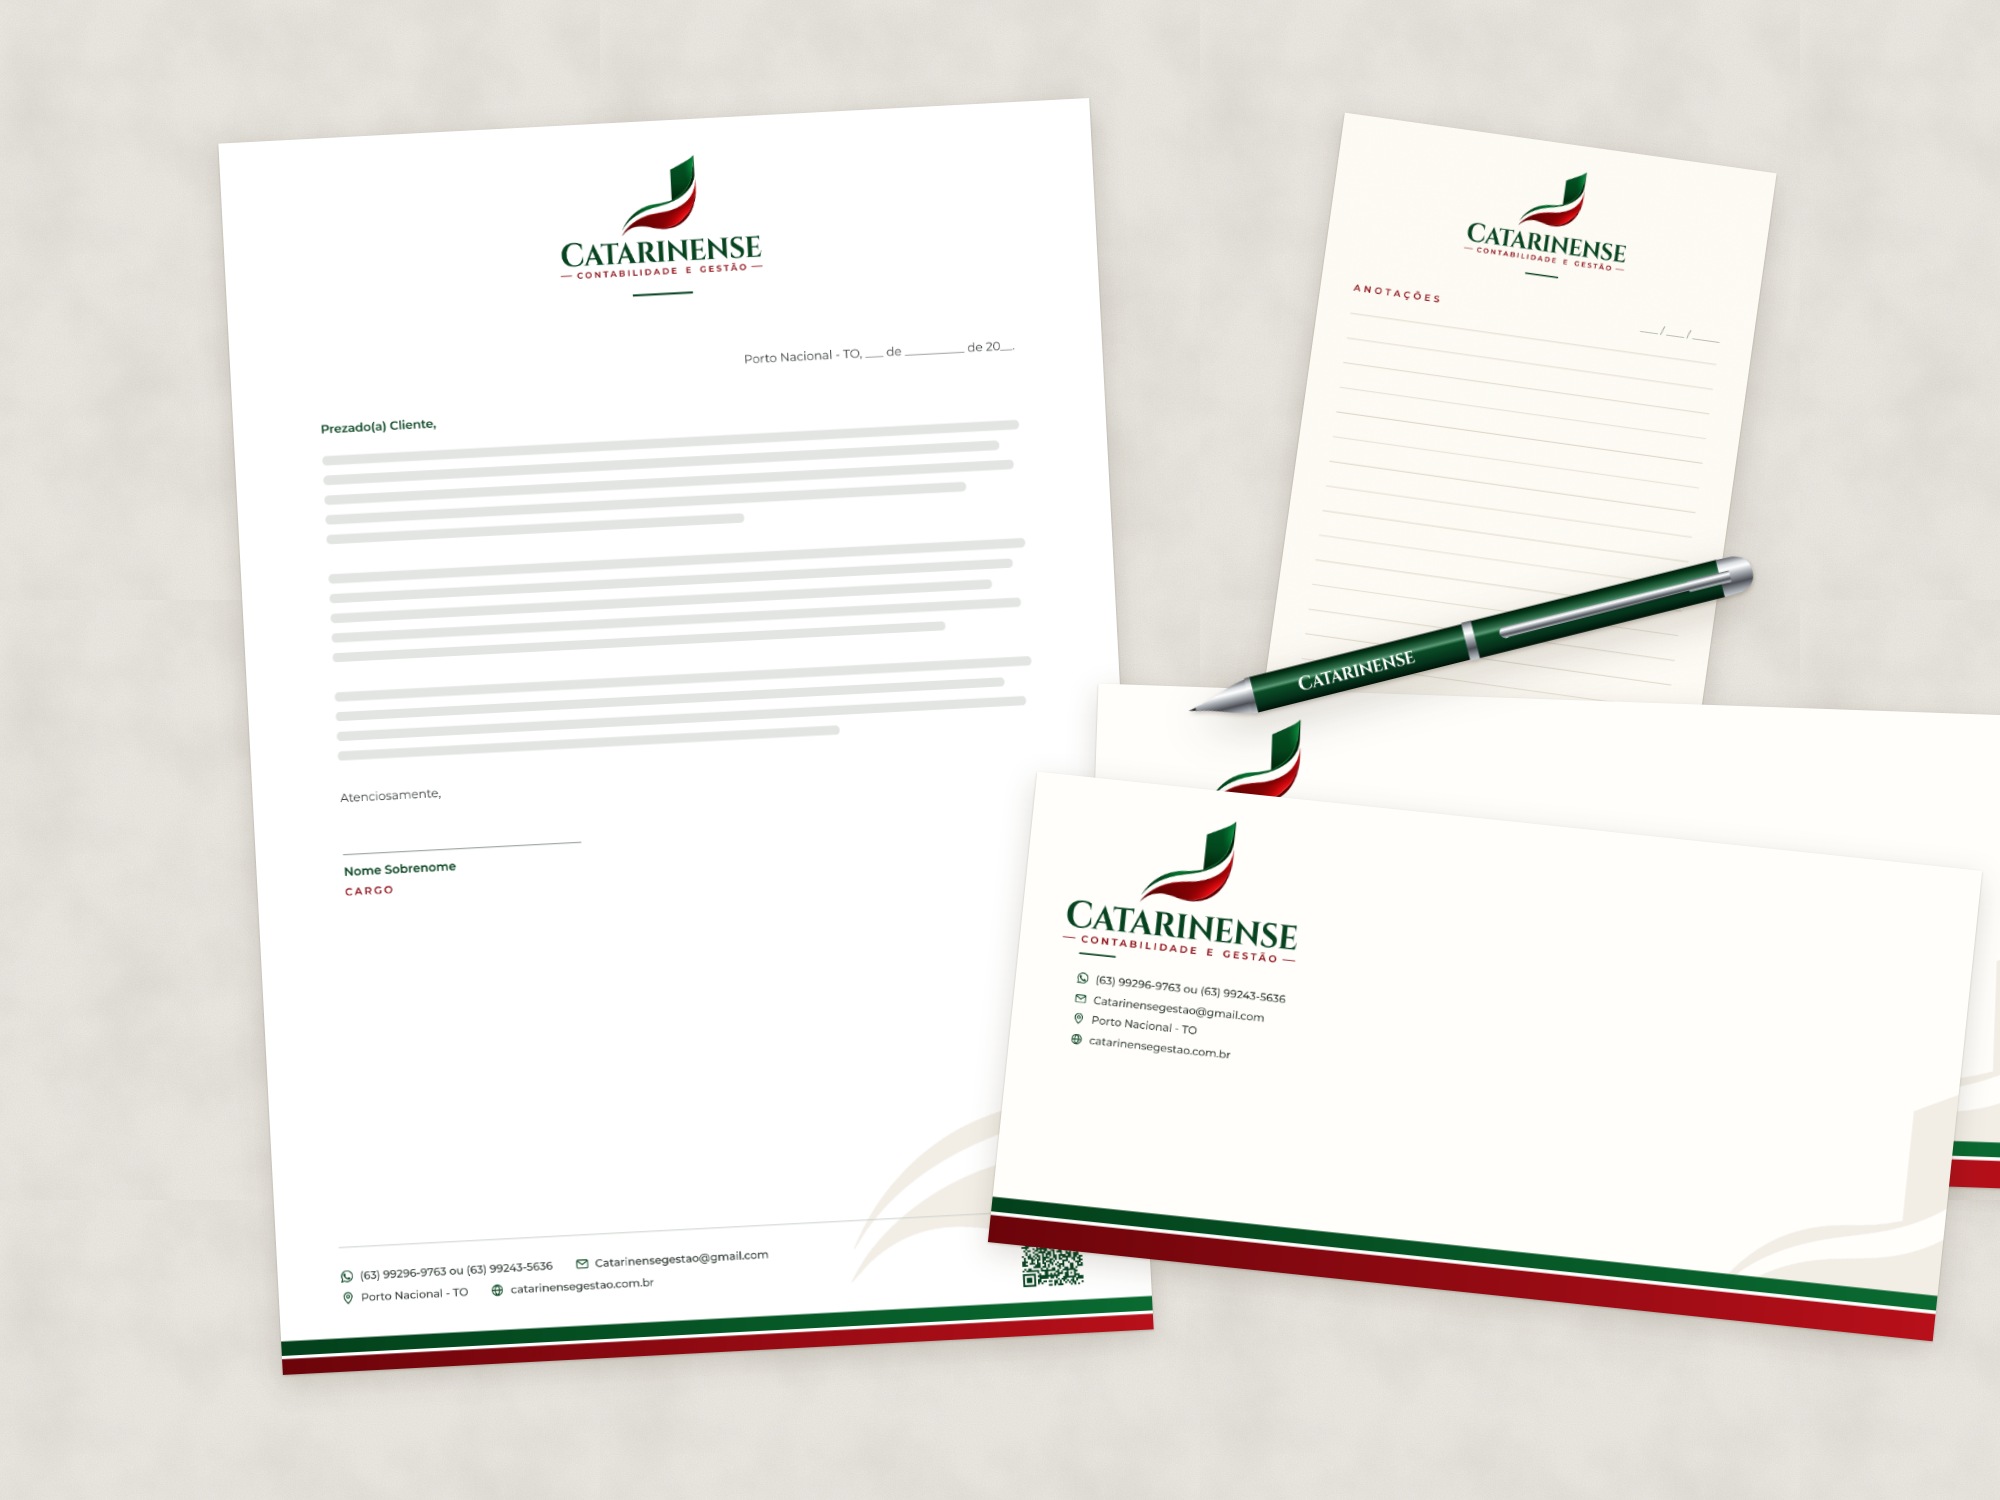 CATARINENSE
CONTABILIDADE E GESTÃO
Porto Nacional - TO, ___ de _________ de 20__.
Prezado(a) Cliente,
Atenciosamente,
Nome Sobrenome
CARGO
(63) 99296-9763 ou (63) 99243-5636 Catarinensegestao@gmail.com
Porto Nacional - TO catarinensegestao.com.br
CATARINENSE
CONTABILIDADE E GESTÃO
ANOTAÇÕES
___/___/____
CATARINENSE
CATARINENSE
CONTABILIDADE E GESTÃO
(63) 99296-9763 ou (63) 99243-5636
Catarinensegestao@gmail.com
Porto Nacional - TO
catarinensegestao.com.br